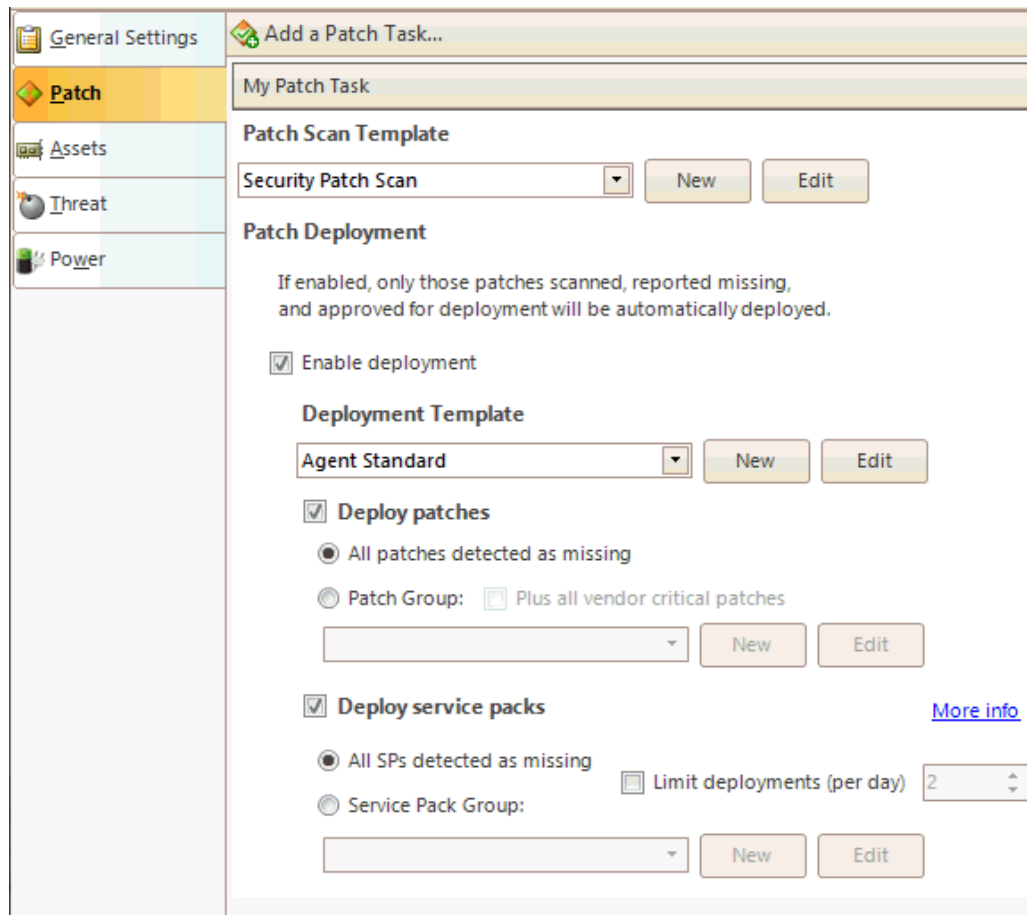 General Settings
Patch
Assets
Threat
Power
Add a Patch Task...
My Patch Task
Patch Scan Template
Security Patch Scan New Edit
Patch Deployment
If enabled, only those patches scanned, reported missing,
and approved for deployment will be automatically deployed.
Enable deployment
Deployment Template
Agent Standard New Edit
Deploy patches
All patches detected as missing
Patch Group: Plus all vendor critical patches
New Edit
Deploy service packs More info
All SPs detected as missing
Limit deployments (per day) 2
Service Pack Group:
New Edit